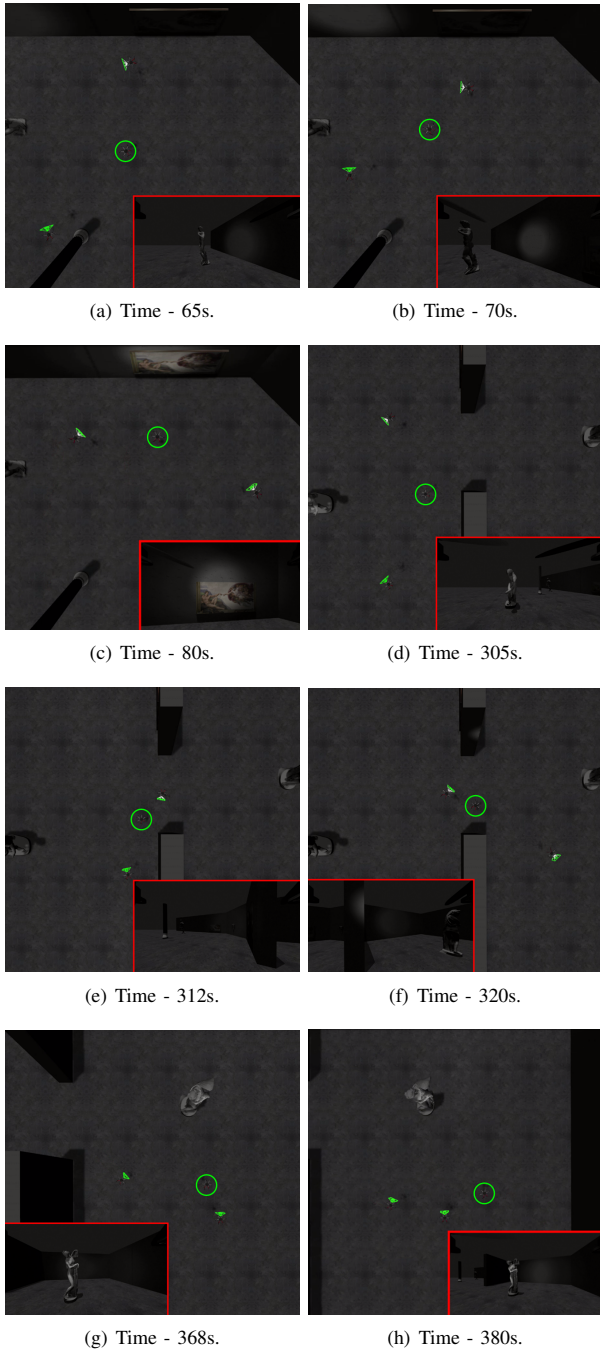 (a) Time - 65s.
(b) Time - 70s.
(c) Time - 80s.
(d) Time - 305s.
(e) Time - 312s.
(f) Time - 320s.
(g) Time - 368s.
(h) Time - 380s.